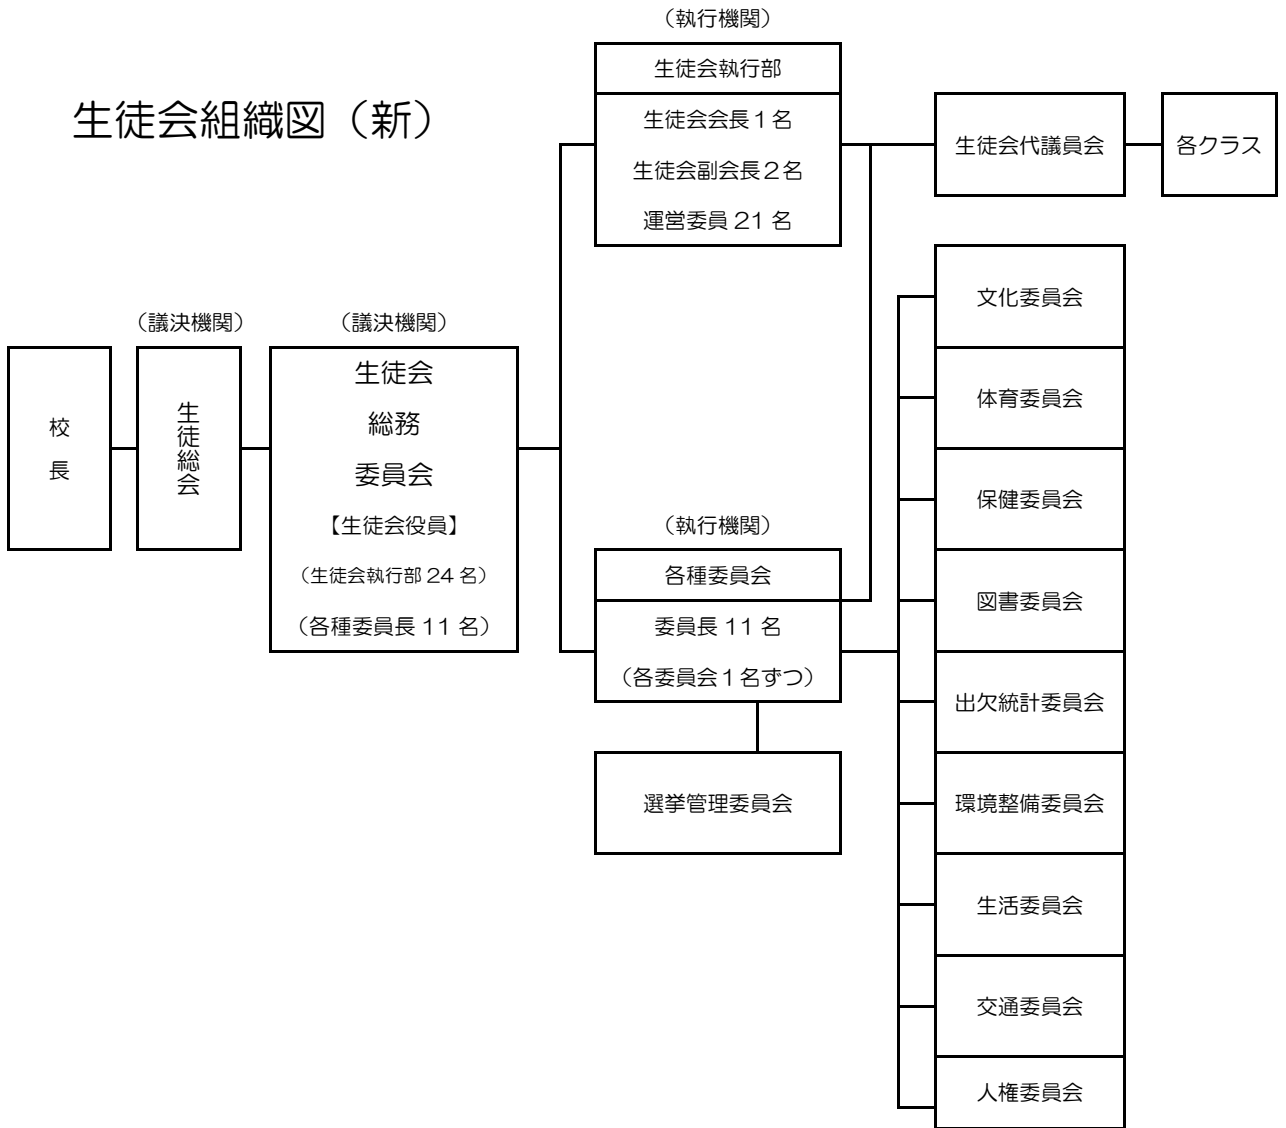 生徒会組織図（新）
（執行機関）
生徒会執行部
生徒会会長１名
生徒会副会長２名
運営委員 21 名
生徒会代議員会
各クラス
（議決機関）
校
長
生徒総会
（議決機関）
生徒会
総務
委員会
【生徒会役員】
（生徒会執行部 24 名）
（各種委員長 11 名）
（執行機関）
各種委員会
委員長 11 名
（各委員会１名ずつ）
選挙管理委員会
文化委員会
体育委員会
保健委員会
図書委員会
出欠統計委員会
環境整備委員会
生活委員会
交通委員会
人権委員会